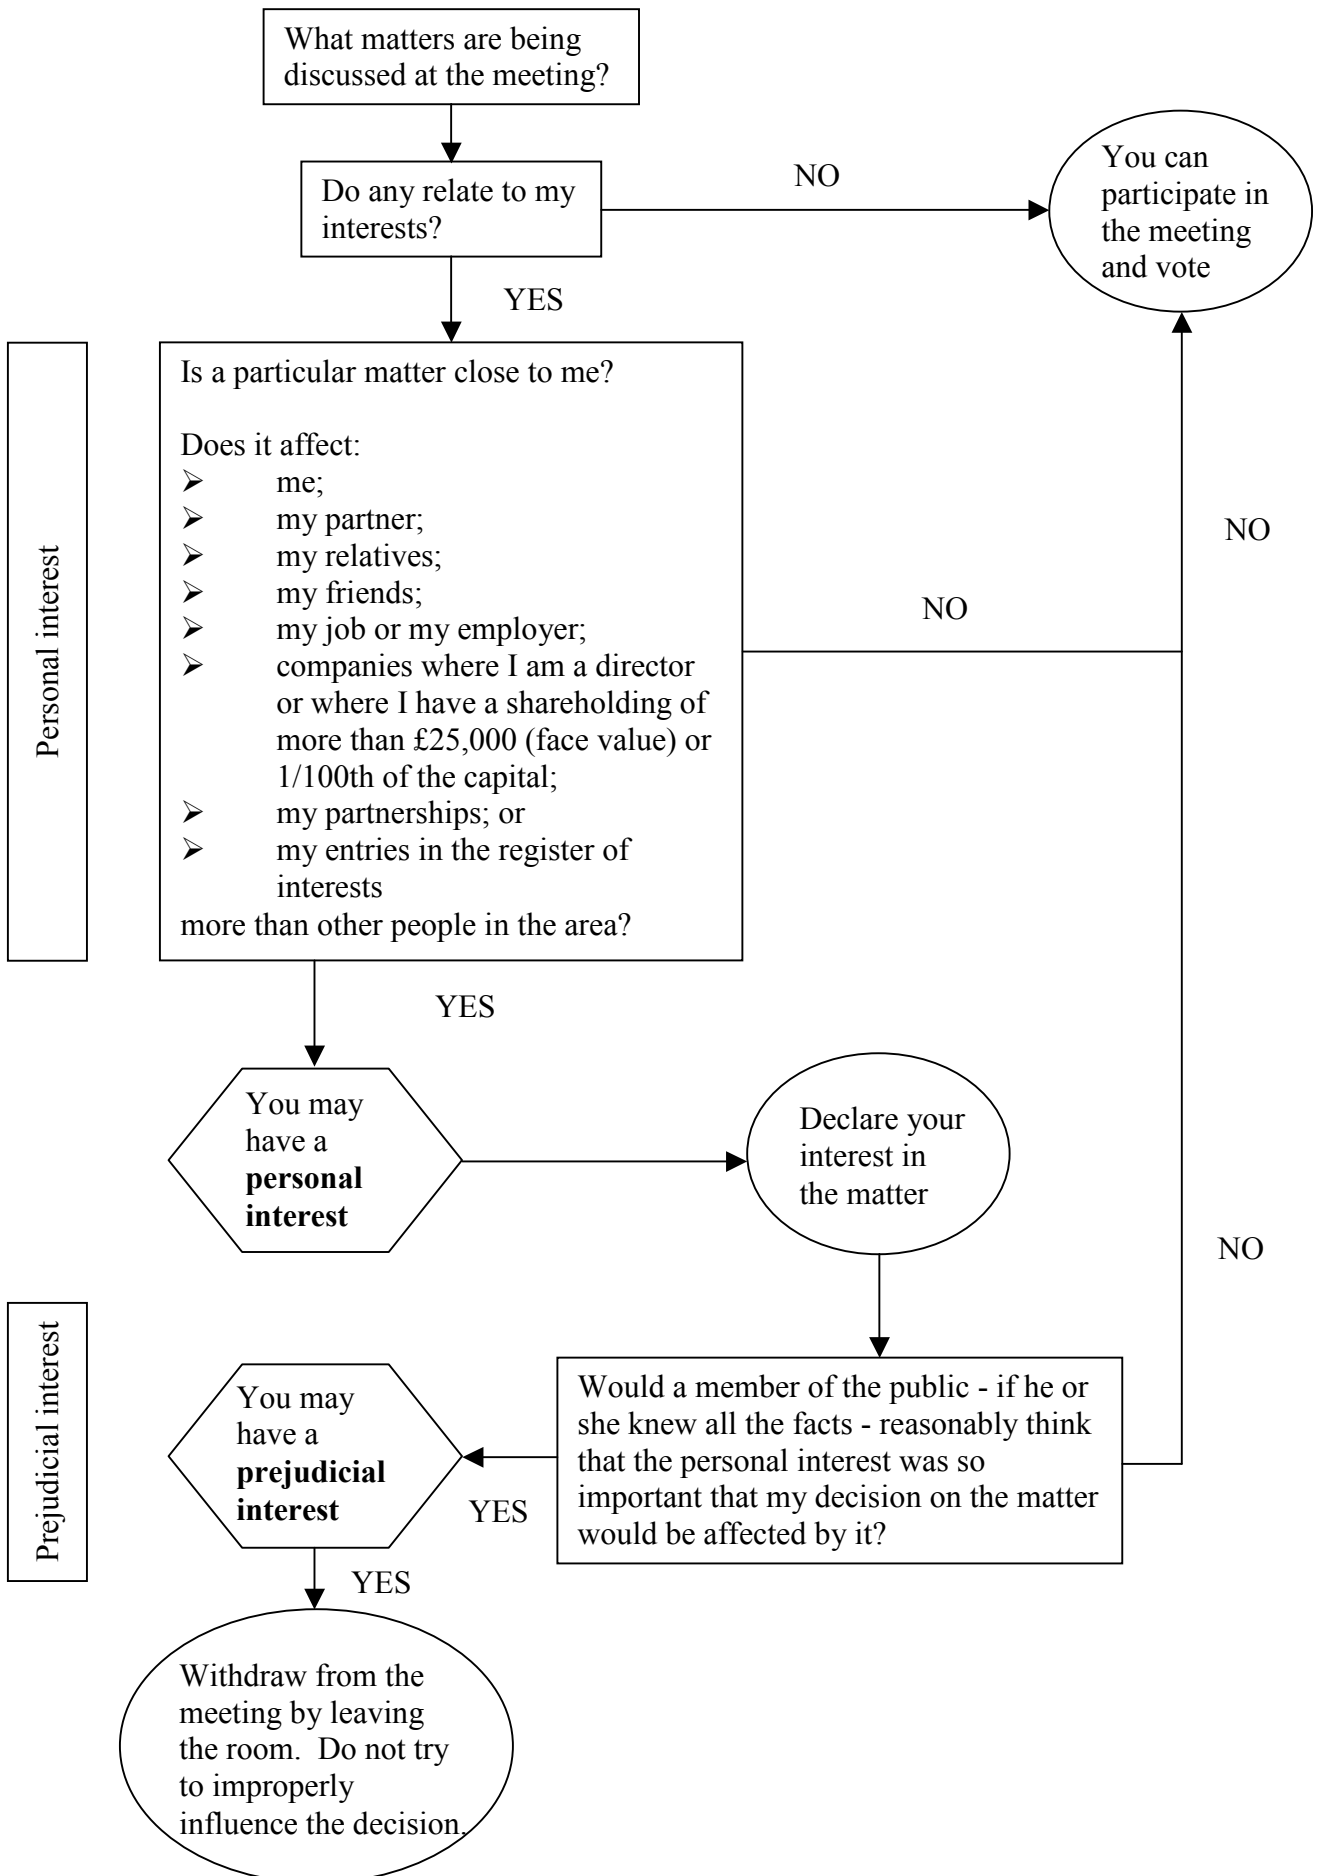 What matters are being
discussed at the meeting?
Do any relate to my
interests?
NO
You can
participate in
the meeting
and vote
YES
Personal interest
Is a particular matter close to me?
Does it affect:
➢ me;
➢ my partner;
➢ my relatives;
➢ my friends;
➢ my job or my employer;
➢ companies where I am a director
or where I have a shareholding of
more than £25,000 (face value) or
1/100th of the capital;
➢ my partnerships; or
➢ my entries in the register of
interests
more than other people in the area?
NO
NO
YES
You may
have a
personal
interest
Declare your
interest in
the matter
NO
Prejudicial interest
Would a member of the public - if he or
she knew all the facts - reasonably think
that the personal interest was so
important that my decision on the matter
would be affected by it?
YES
You may
have a
prejudicial
interest
YES
Withdraw from the
meeting by leaving
the room. Do not try
to improperly
influence the decision.